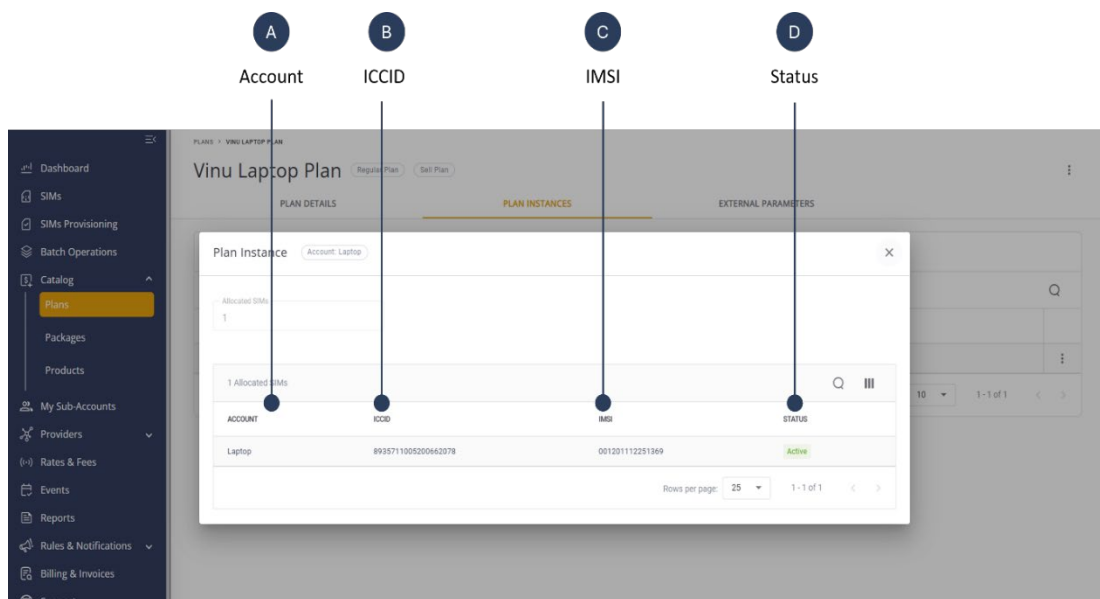 A
B
C
D
Account
ICCID
IMSI
Status
PLANS > VINU LAPTOP PLAN
Vinu Laptop Plan
Regular Plan
Sell Plan
PLAN DETAILS
PLAN INSTANCES
EXTERNAL PARAMETERS
Dashboard
SIMs
SIMs Provisioning
Batch Operations
Catalog
Plans
Packages
Products
My Sub-Accounts
Providers
Rates & Fees
Events
Reports
Rules & Notifications
Billing & Invoices
Plan Instance
Account: Laptop
Allocated SIMs
1
1 Allocated SIMs
ACCOUNT ICCID IMSI STATUS
Laptop 8935711005200662078 001201112251369 Active
Rows per page: 25 1-1 of 1
10 1-1 of 1